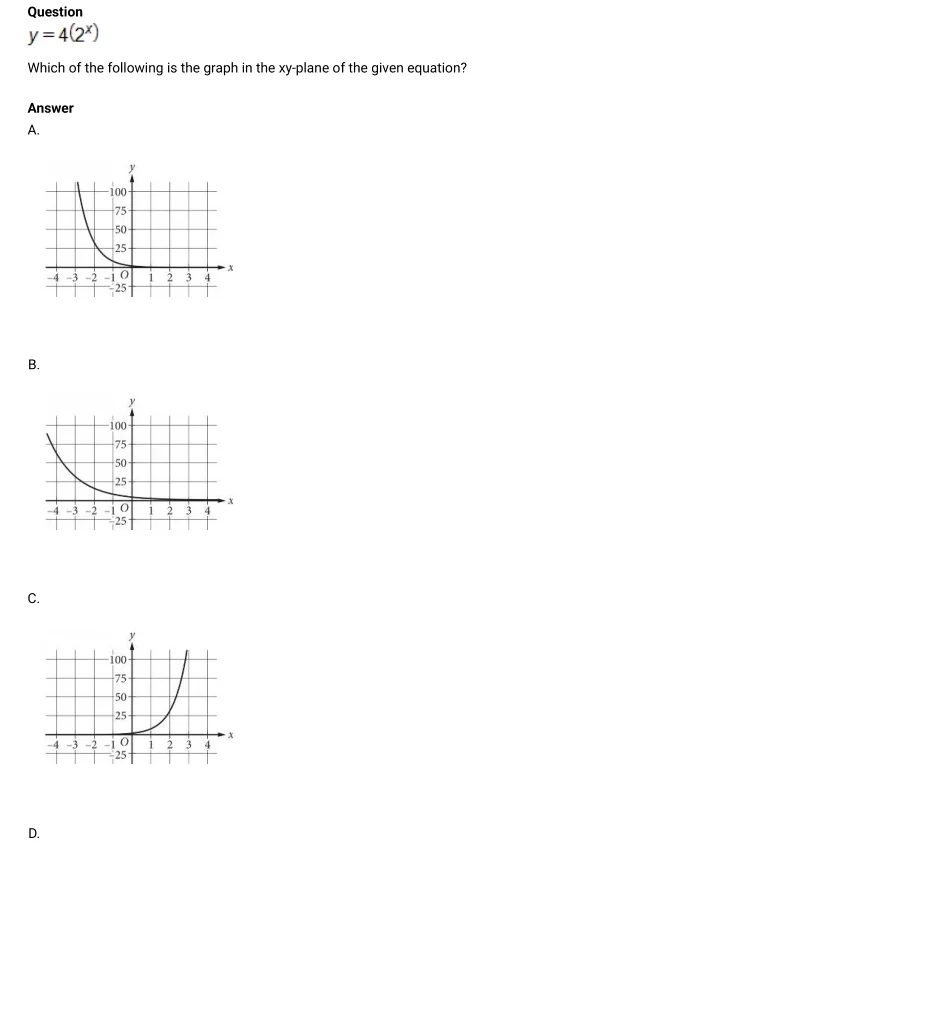 Question
y = 4(2ˣ)
Which of the following is the graph in the xy-plane of the given equation?
Answer
A.
y
100
75
50
25
x
-4 -3 -2 -1 O 1 2 3 4
-25
B.
y
100
75
50
25
x
-4 -3 -2 -1 O 1 2 3 4
-25
C.
y
100
75
50
25
x
-4 -3 -2 -1 O 1 2 3 4
-25
D.